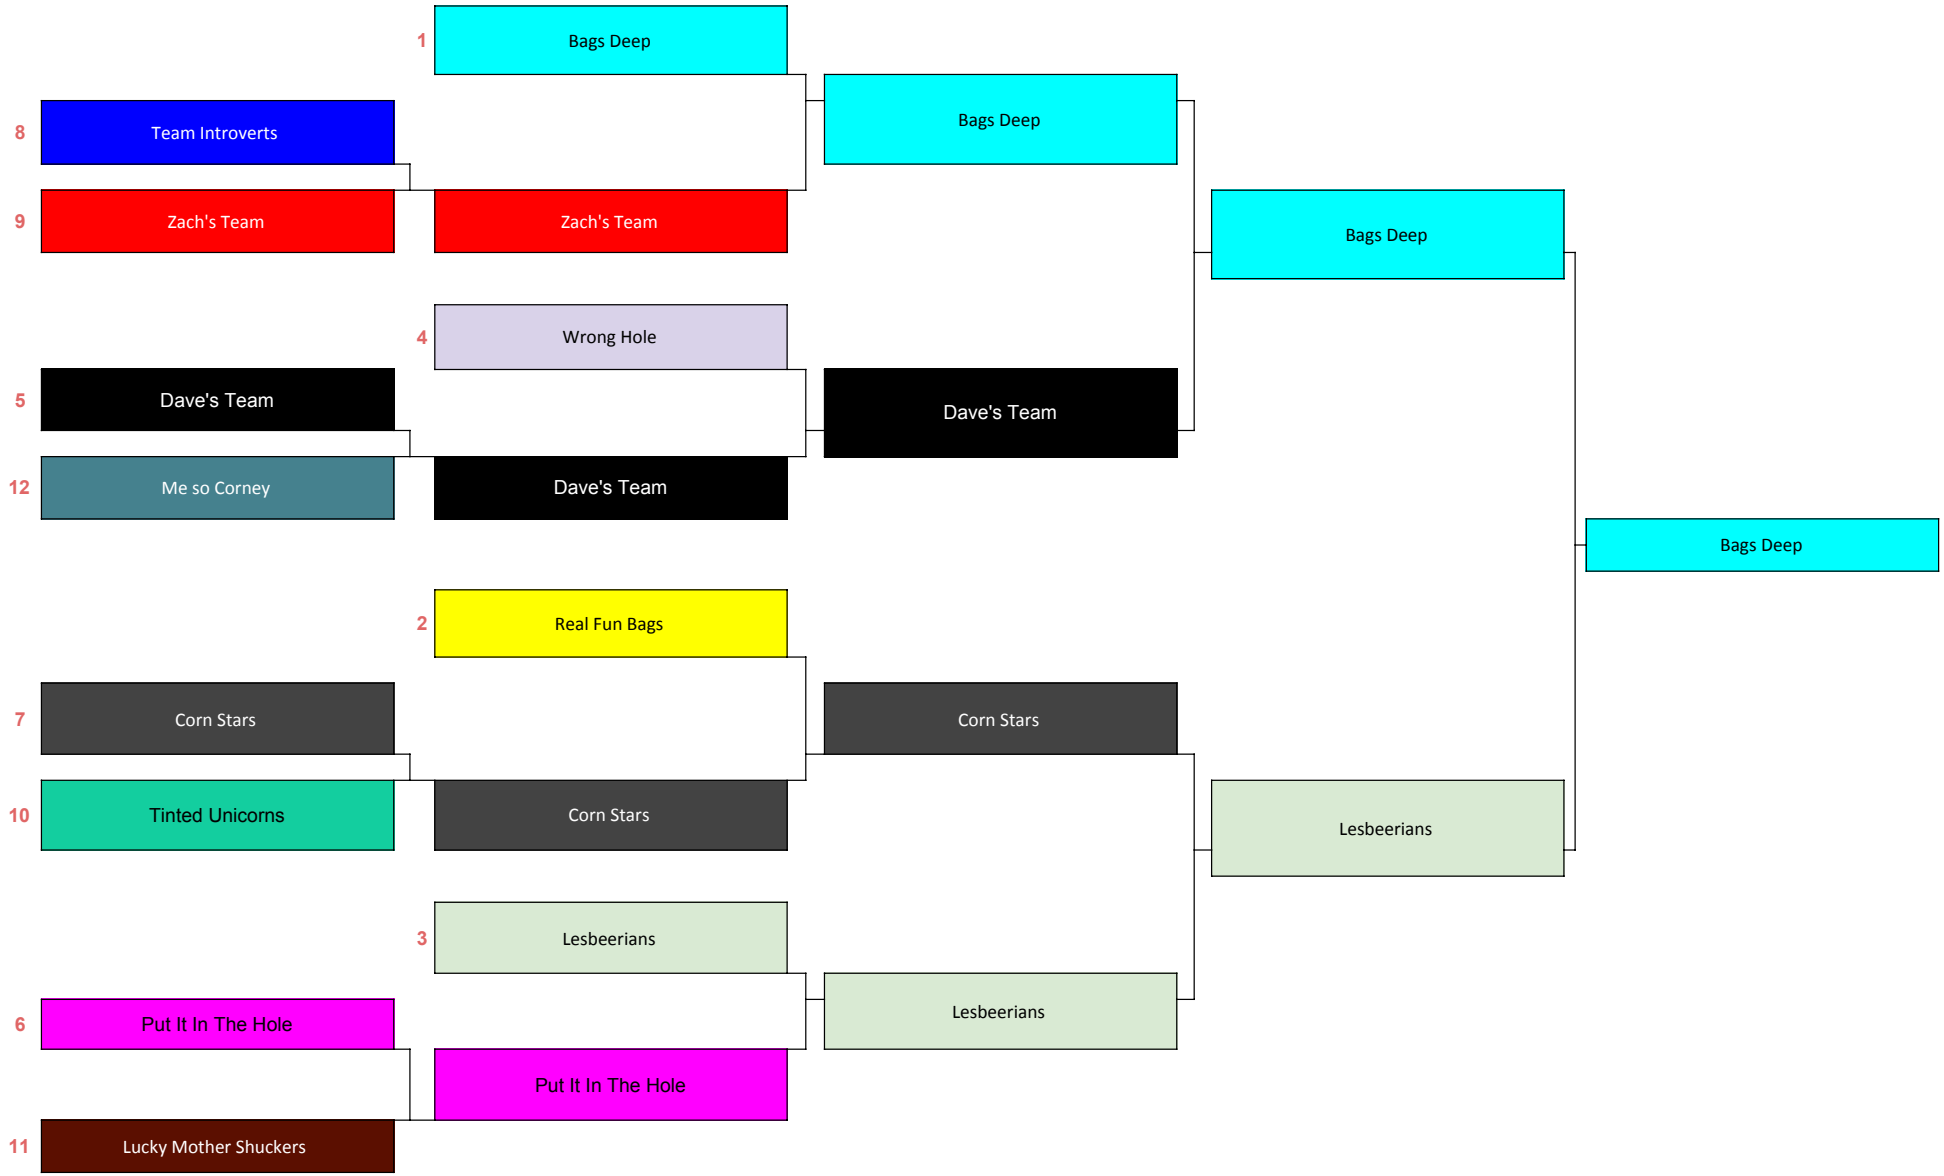 1 Bags Deep
Bags Deep
8 Team Introverts
9 Zach's Team Zach's Team
Bags Deep
4 Wrong Hole
5 Dave's Team
Dave's Team
12 Me so Corney Dave's Team
Bags Deep
2 Real Fun Bags
7 Corn Stars Corn Stars
10 Tinted Unicorns Corn Stars
Lesbeerians
3 Lesbeerians
Lesbeerians
6 Put It In The Hole
Put It In The Hole
11 Lucky Mother Shuckers